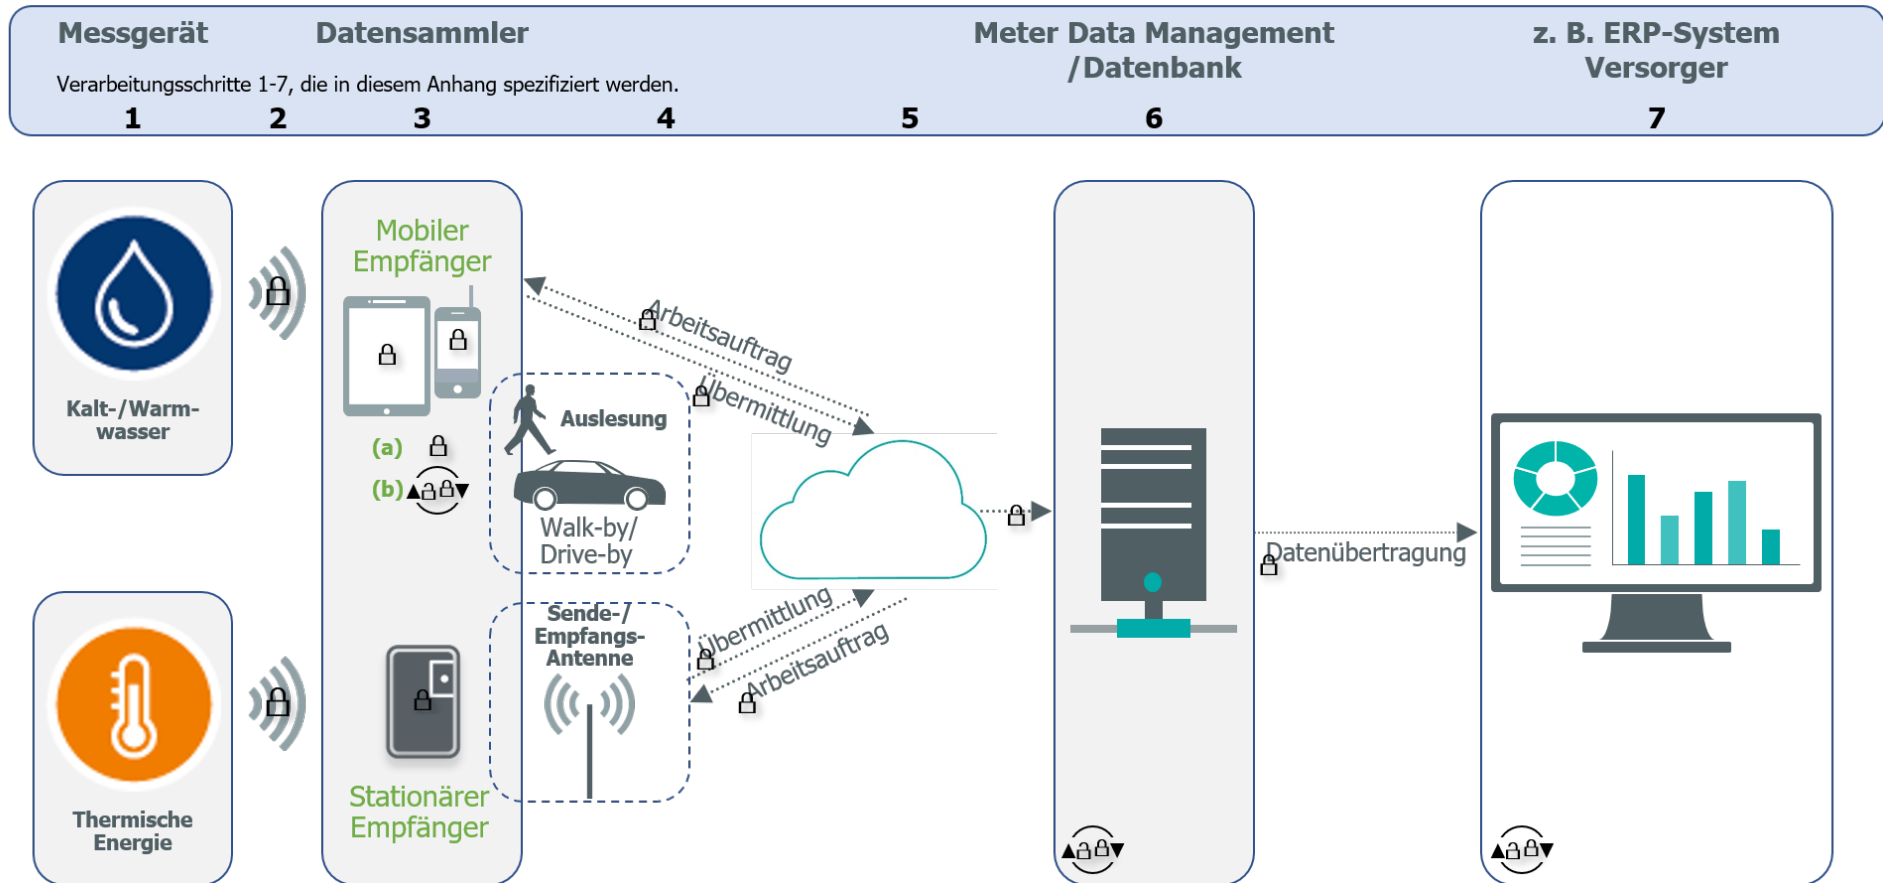 Messgerät
Datensammler
Meter Data Management
/Datenbank
z. B. ERP-System
Versorger
Verarbeitungsschritte 1-7, die in diesem Anhang spezifiziert werden.
1
2
3
4
5
6
7
Kalt-/Warm-
wasser
Mobiler
Empfänger
(a)
(b)
Auslesung
Walk-by/
Drive-by
Arbeitsauftrag
Übermittlung
Datenübertragung
Thermische
Energie
Stationärer
Empfänger
Sende-/
Empfangs-
Antenne
Übermittlung
Arbeitsauftrag